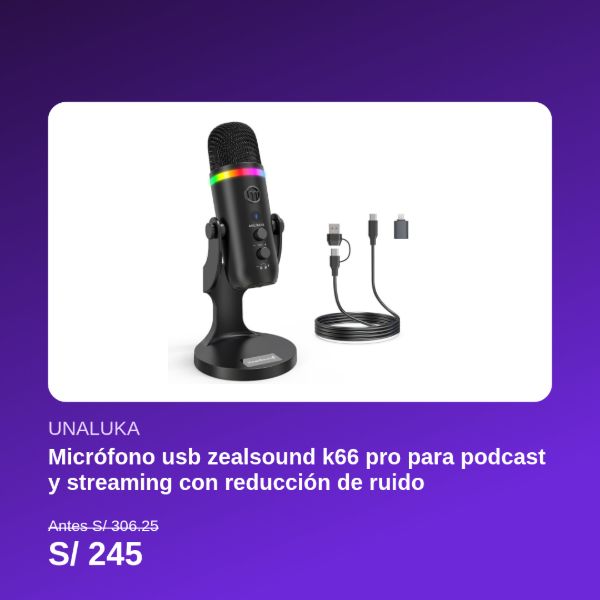 UNALUKA
Micrófono usb zealsound k66 pro para podcast
y streaming con reducción de ruido
Antes S/ 306.25
S/ 245